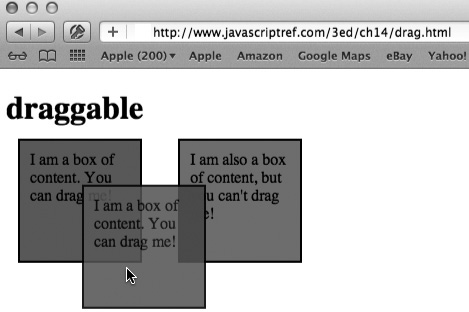 http://www.javascriptref.com/3ed/ch14/drag.html
Apple (200)▾ Apple Amazon Google Maps eBay Yahoo!
draggable
I am a box of
content. You
can drag me!
I am also a box
of content, but
you can't drag
me!
I am a box of
content. You
can drag me!